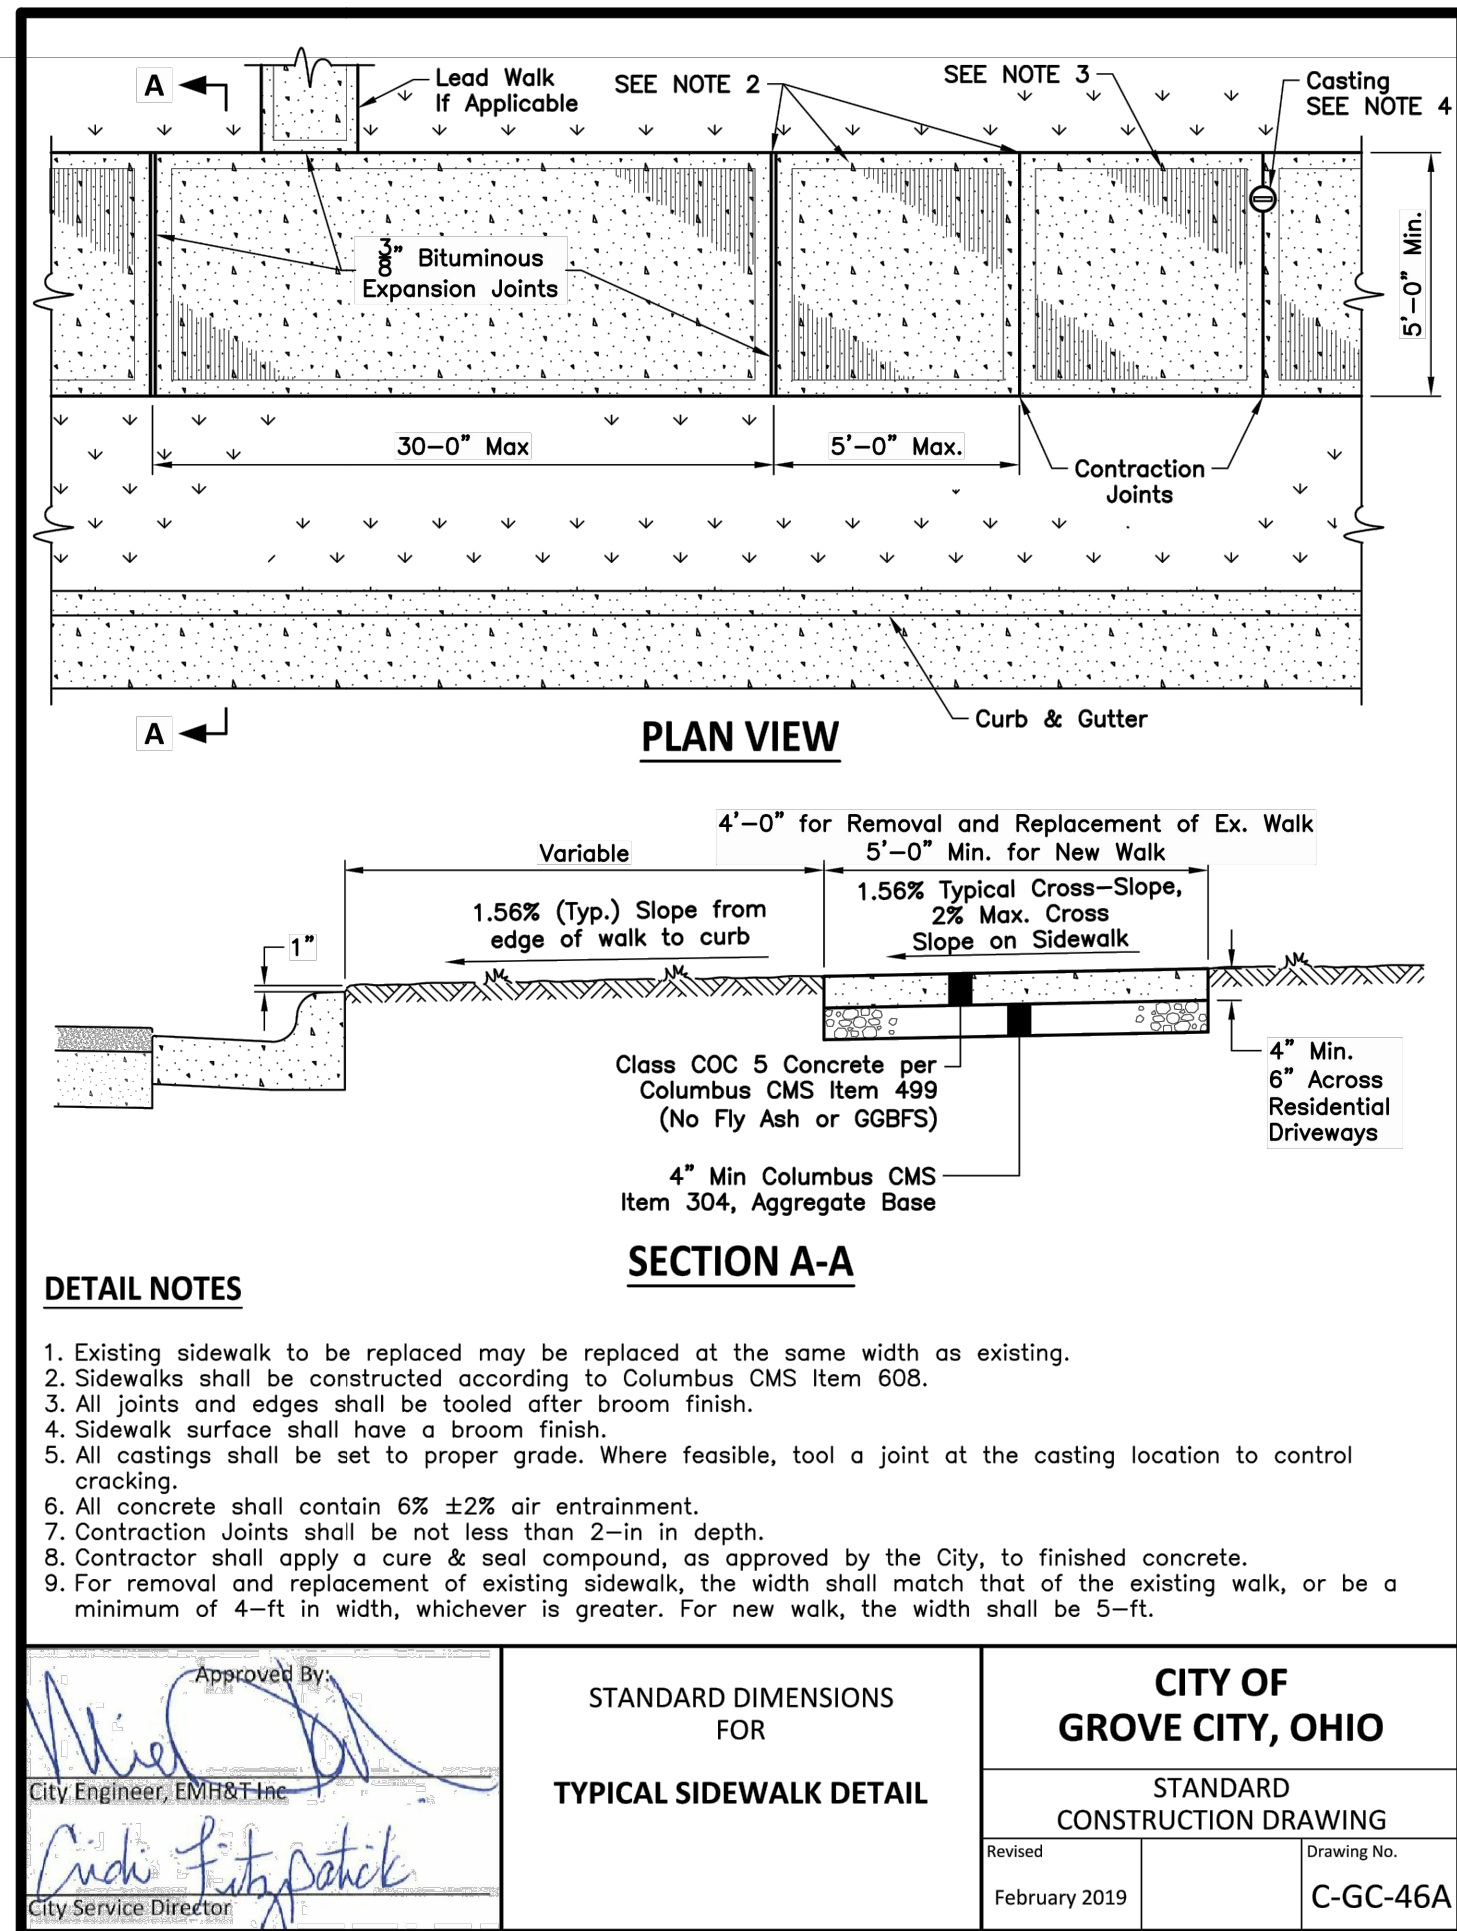 A
Lead Walk
If Applicable
SEE NOTE 2
SEE NOTE 3
Casting
SEE NOTE 4
3/8" Bituminous
Expansion Joints
5'-0" Min.
30-0" Max
5'-0" Max.
Contraction
Joints
A
PLAN VIEW
Curb & Gutter
4'-0" for Removal and Replacement of Ex. Walk
5'-0" Min. for New Walk
Variable
1.56% (Typ.) Slope from
edge of walk to curb
1.56% Typical Cross-Slope,
2% Max. Cross
Slope on Sidewalk
1"
Class COC 5 Concrete per
Columbus CMS Item 499
(No Fly Ash or GGBFS)
4" Min.
6" Across
Residential
Driveways
4" Min Columbus CMS
Item 304, Aggregate Base
SECTION A-A
DETAIL NOTES
1. Existing sidewalk to be replaced may be replaced at the same width as existing.
2. Sidewalks shall be constructed according to Columbus CMS Item 608.
3. All joints and edges shall be tooled after broom finish.
4. Sidewalk surface shall have a broom finish.
5. All castings shall be set to proper grade. Where feasible, tool a joint at the casting location to control
cracking.
6. All concrete shall contain 6% ±2% air entrainment.
7. Contraction Joints shall be not less than 2-in in depth.
8. Contractor shall apply a cure & seal compound, as approved by the City, to finished concrete.
9. For removal and replacement of existing sidewalk, the width shall match that of the existing walk, or be a
minimum of 4-ft in width, whichever is greater. For new walk, the width shall be 5-ft.
Approved By:
City Engineer, EMH&T Inc
Cindi Fitzpatrick
City Service Director
STANDARD DIMENSIONS
FOR
TYPICAL SIDEWALK DETAIL
CITY OF
GROVE CITY, OHIO
STANDARD
CONSTRUCTION DRAWING
Revised
February 2019
Drawing No.
C-GC-46A